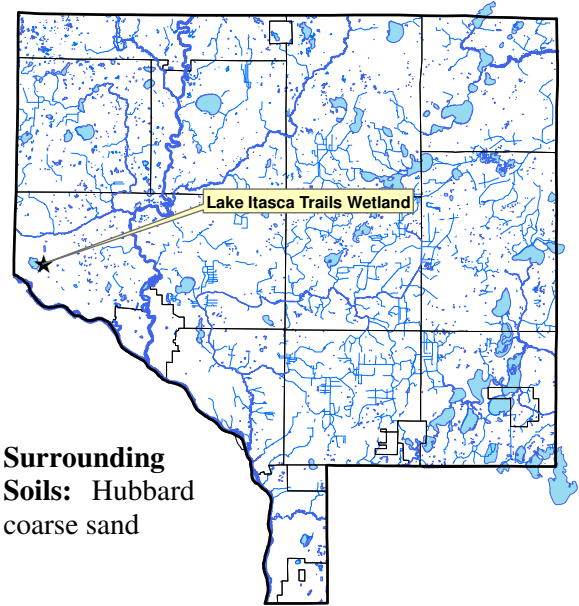 Lake Itasca Trails Wetland
Surrounding
Soils: Hubbard
coarse sand